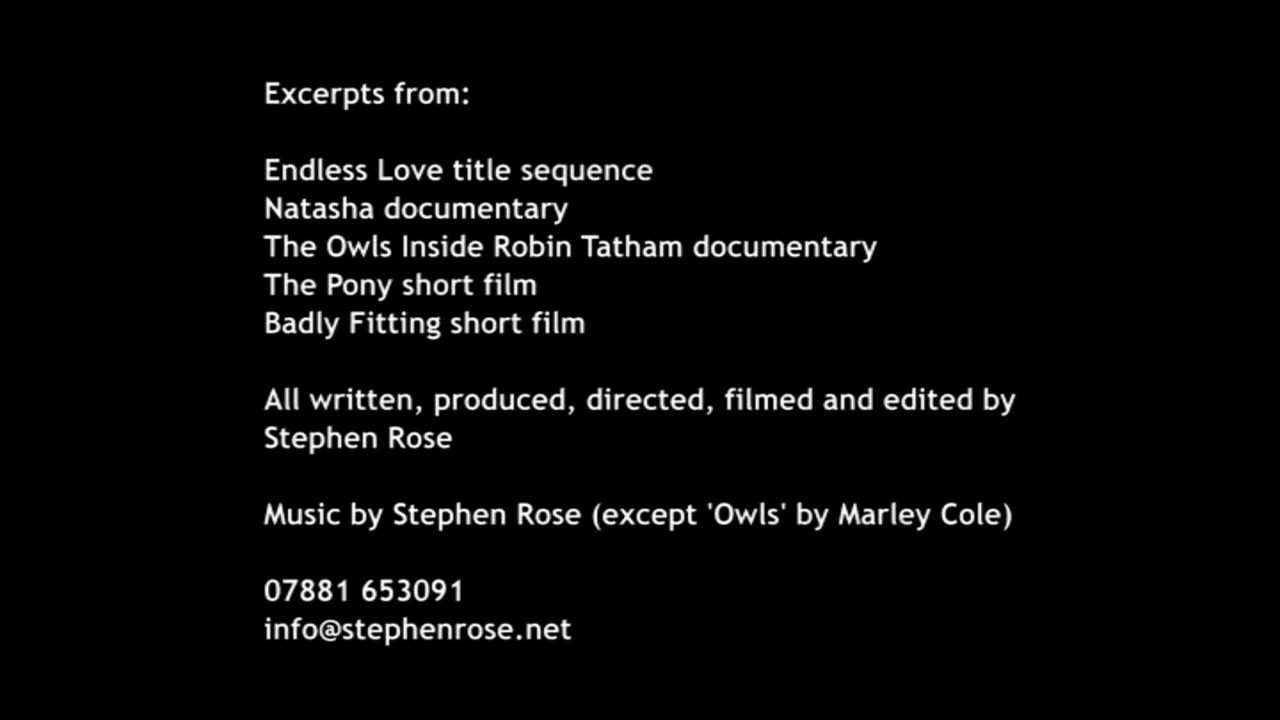 Excerpts from:
Endless Love title sequence
Natasha documentary
The Owls Inside Robin Tatham documentary
The Pony short film
Badly Fitting short film
All written, produced, directed, filmed and edited by
Stephen Rose
Music by Stephen Rose (except 'Owls' by Marley Cole)
07881 653091
info@stephenrose.net